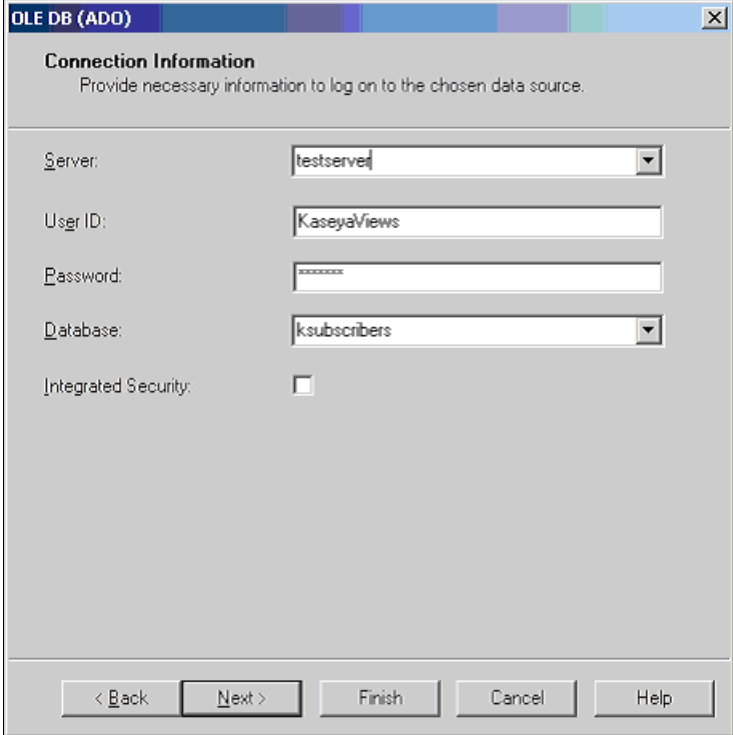 OLE DB (ADO)
Connection Information
Provide necessary information to log on to the chosen data source.
Server:
testserver
User ID:
KaseyaViews
Password:
*******
Database:
ksubscribers
Integrated Security:
< Back
Next >
Finish
Cancel
Help